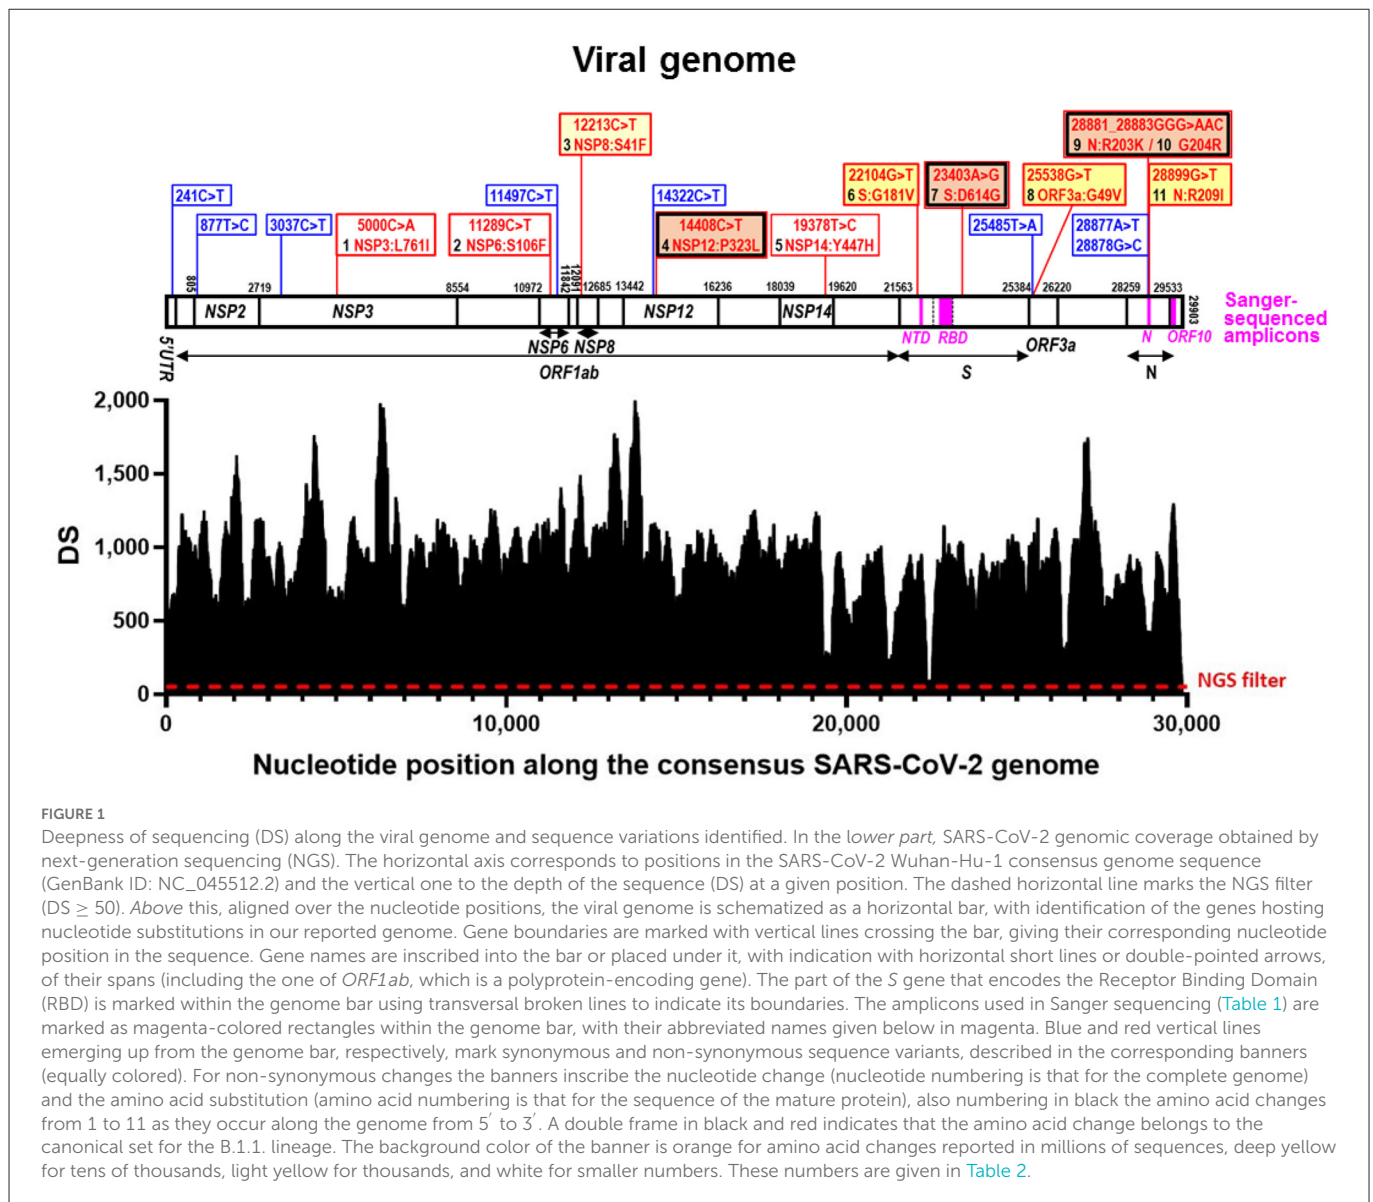 Viral genome
12213C>T
3 NSP8:S41F
28881_28883GGG>AAC
9 N:R203K / 10 G204R
241C>T
11497C>T
14322C>T
22104G>T
6 S:G181V
23403A>G
7 S:D614G
25538G>T
8 ORF3a:G49V
28899G>T
11 N:R209I
877T>C
3037C>T
5000C>A
1 NSP3:L761I
11289C>T
2 NSP6:S106F
14408C>T
4 NSP12:P323L
19378T>C
5 NSP14:Y447H
25485T>A
28877A>T
28878G>C
805
2719
8554
10972
11842
12091
12685
13442
16236
18039
19620
21563
25384
26220
28259
29533
29903
NSP2
NSP3
NSP12
NSP14
Sanger-
sequenced
amplicons
5'UTR
NSP6
NSP8
NTD
RBD
ORF3a
N
ORF10
ORF1ab
S
N
2,000
1,500
1,000
500
0
DS
NGS filter
0
10,000
20,000
30,000
Nucleotide position along the consensus SARS-CoV-2 genome
FIGURE 1
Deepness of sequencing (DS) along the viral genome and sequence variations identified. In the lower part, SARS-CoV-2 genomic coverage obtained by
next-generation sequencing (NGS). The horizontal axis corresponds to positions in the SARS-CoV-2 Wuhan-Hu-1 consensus genome sequence
(GenBank ID: NC_045512.2) and the vertical one to the depth of the sequence (DS) at a given position. The dashed horizontal line marks the NGS filter
(DS ≥ 50). Above this, aligned over the nucleotide positions, the viral genome is schematized as a horizontal bar, with identification of the genes hosting
nucleotide substitutions in our reported genome. Gene boundaries are marked with vertical lines crossing the bar, giving their corresponding nucleotide
position in the sequence. Gene names are inscribed into the bar or placed under it, with indication with horizontal short lines or double-pointed arrows,
of their spans (including the one of ORF1ab, which is a polyprotein-encoding gene). The part of the S gene that encodes the Receptor Binding Domain
(RBD) is marked within the genome bar using transversal broken lines to indicate its boundaries. The amplicons used in Sanger sequencing (Table 1) are
marked as magenta-colored rectangles within the genome bar, with their abbreviated names given below in magenta. Blue and red vertical lines
emerging up from the genome bar, respectively, mark synonymous and non-synonymous sequence variants, described in the corresponding banners
(equally colored). For non-synonymous changes the banners inscribe the nucleotide change (nucleotide numbering is that for the complete genome)
and the amino acid substitution (amino acid numbering is that for the sequence of the mature protein), also numbering in black the amino acid changes
from 1 to 11 as they occur along the genome from 5′ to 3′. A double frame in black and red indicates that the amino acid change belongs to the
canonical set for the B.1.1. lineage. The background color of the banner is orange for amino acid changes reported in millions of sequences, deep yellow
for tens of thousands, light yellow for thousands, and white for smaller numbers. These numbers are given in Table 2.